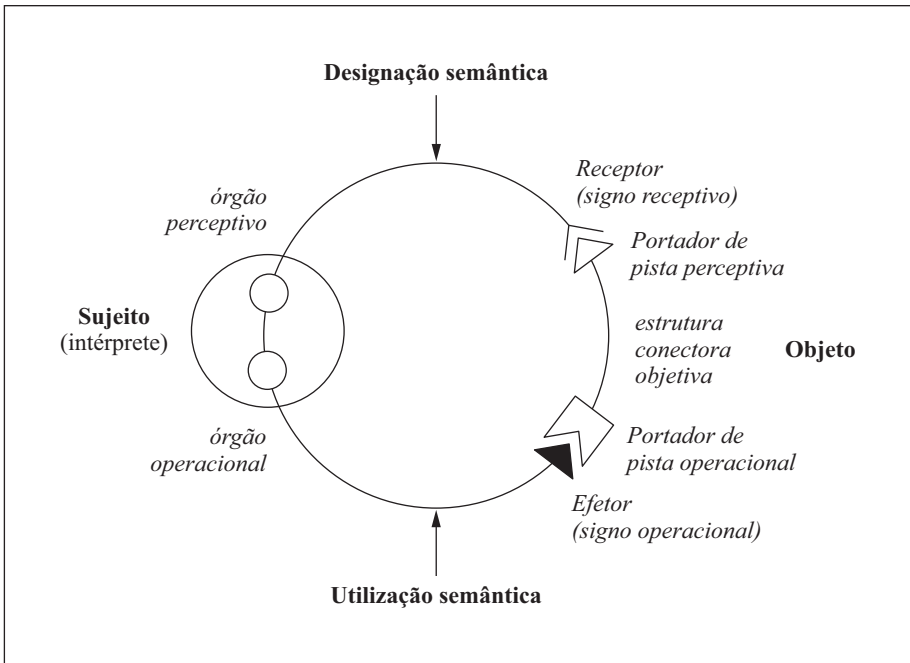 Designação semântica
Receptor
(signo receptivo)
órgão
perceptivo
Portador de
pista perceptiva
Sujeito
(intérprete)
estrutura
conectora
objetiva
Objeto
órgão
operacional
Portador de
pista operacional
Efetor
(signo operacional)
Utilização semântica